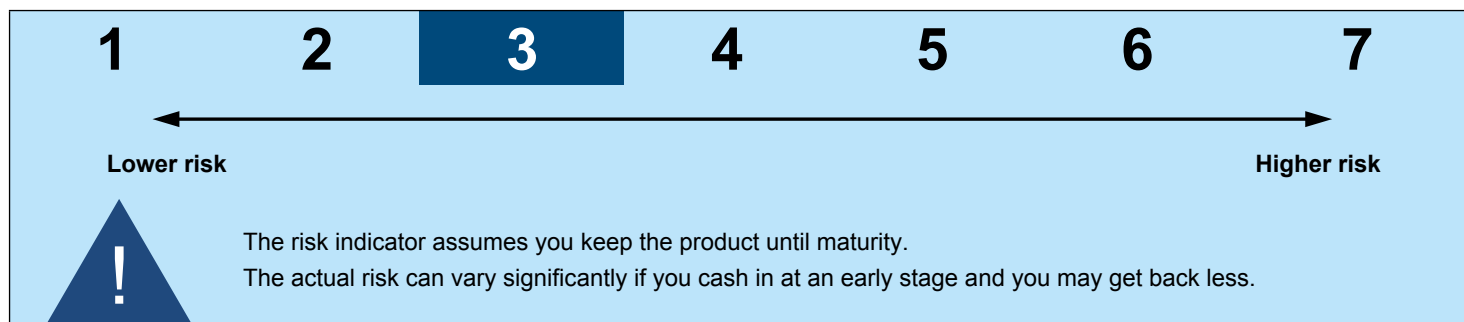 1 2 3 4 5 6 7
Lower risk Higher risk
! The risk indicator assumes you keep the product until maturity.
The actual risk can vary significantly if you cash in at an early stage and you may get back less.